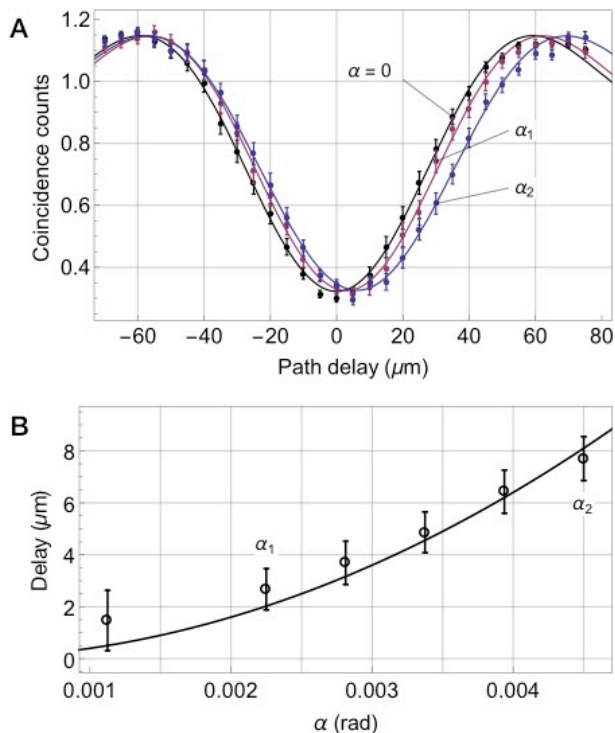 A
1.2
1.0
0.8
0.6
0.4
Coincidence counts
α = 0
α₁
α₂
−60 −40 −20 0 20 40 60 80
Path delay (μm)
B
8
6
4
2
0
Delay (μm)
α₁
α₂
0.001 0.002 0.003 0.004
α (rad)